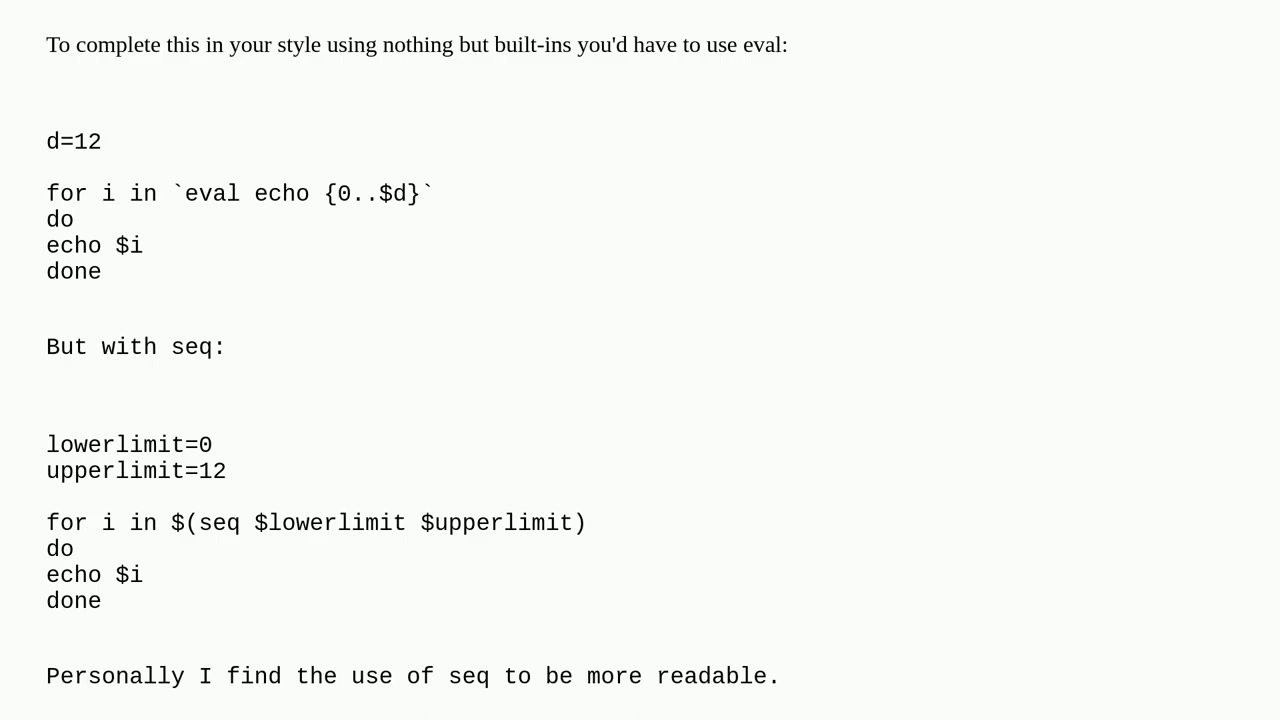 To complete this in your style using nothing but built-ins you'd have to use eval:
d=12
for i in `eval echo {0..$d}`
do
echo $i
done
But with seq:
lowerlimit=0
upperlimit=12
for i in $(seq $lowerlimit $upperlimit)
do
echo $i
done
Personally I find the use of seq to be more readable.